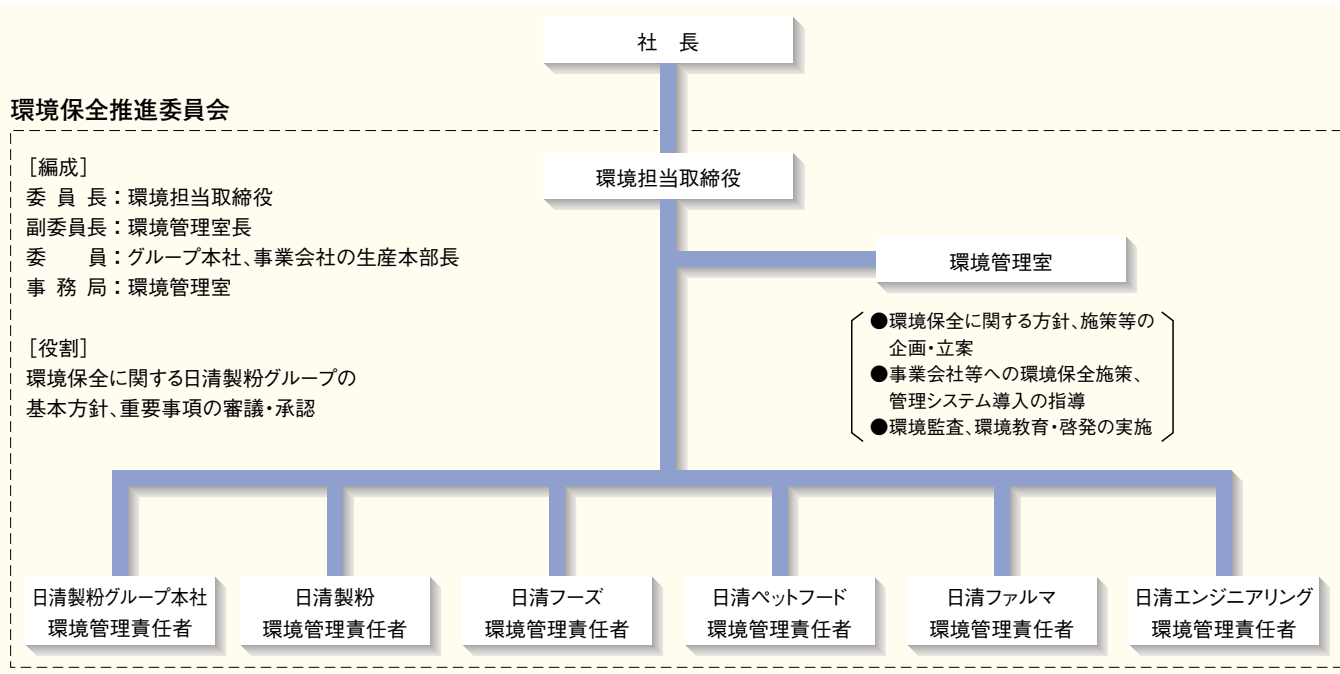 社　長
環境保全推進委員会
［編成］
委 員 長：環境担当取締役
副委員長：環境管理室長
委　　員：グループ本社、事業会社の生産本部長
事 務 局：環境管理室
［役割］
環境保全に関する日清製粉グループの
基本方針、重要事項の審議・承認
環境担当取締役
環境管理室
●環境保全に関する方針、施策等の
企画・立案
●事業会社等への環境保全施策、
管理システム導入の指導
●環境監査、環境教育・啓発の実施
日清製粉グループ本社
環境管理責任者
日清製粉
環境管理責任者
日清フーズ
環境管理責任者
日清ペットフード
環境管理責任者
日清ファルマ
環境管理責任者
日清エンジニアリング
環境管理責任者